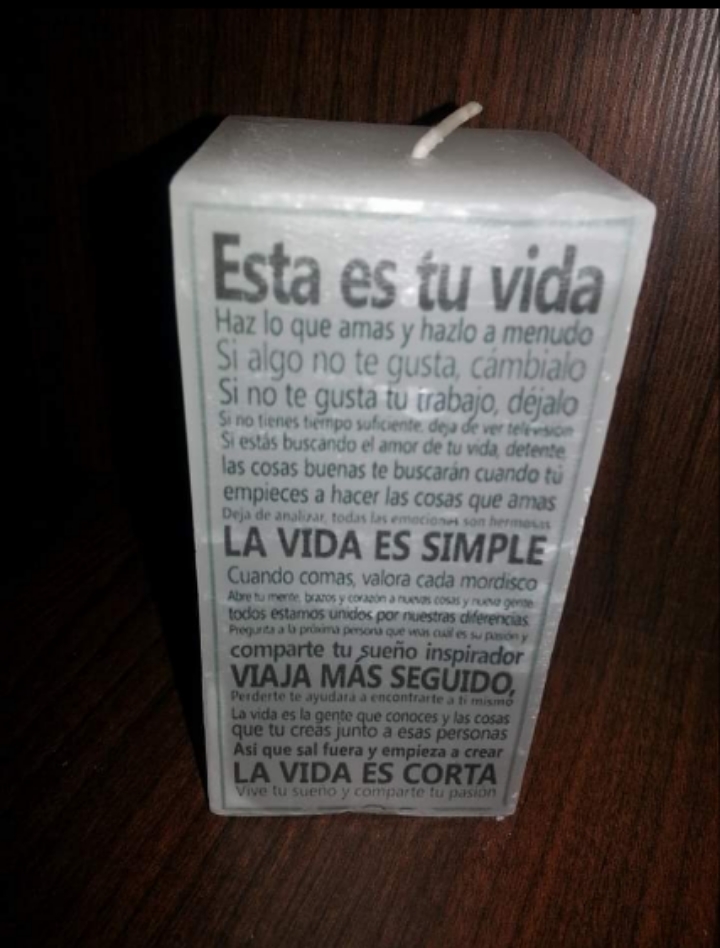 Esta es tu vida
Haz lo que amas y hazlo a menudo
Si algo no te gusta, cámbialo
Si no te gusta tu trabajo, déjalo
Si no tienes tiempo suficiente, deja de ver televisión
Si estás buscando el amor de tu vida, detente,
las cosas buenas te buscarán cuando tú
empieces a hacer las cosas que amas
Deja de analizar, todas las emociones son hermosas
LA VIDA ES SIMPLE
Cuando comas, valora cada mordisco
Abre tu mente, brazos y corazón a nuevas cosas y nueva gente,
todos estamos unidos por nuestras diferencias.
Pregunta a la próxima persona que veas cuál es su pasión y
comparte tu sueño inspirador
VIAJA MÁS SEGUIDO,
Perderte te ayudará a encontrarte a ti mismo
La vida es la gente que conoces y las cosas
que tu creas junto a esas personas
Asi que sal fuera y empieza a crear
LA VIDA ES CORTA
Vive tu sueño y comparte tu pasión